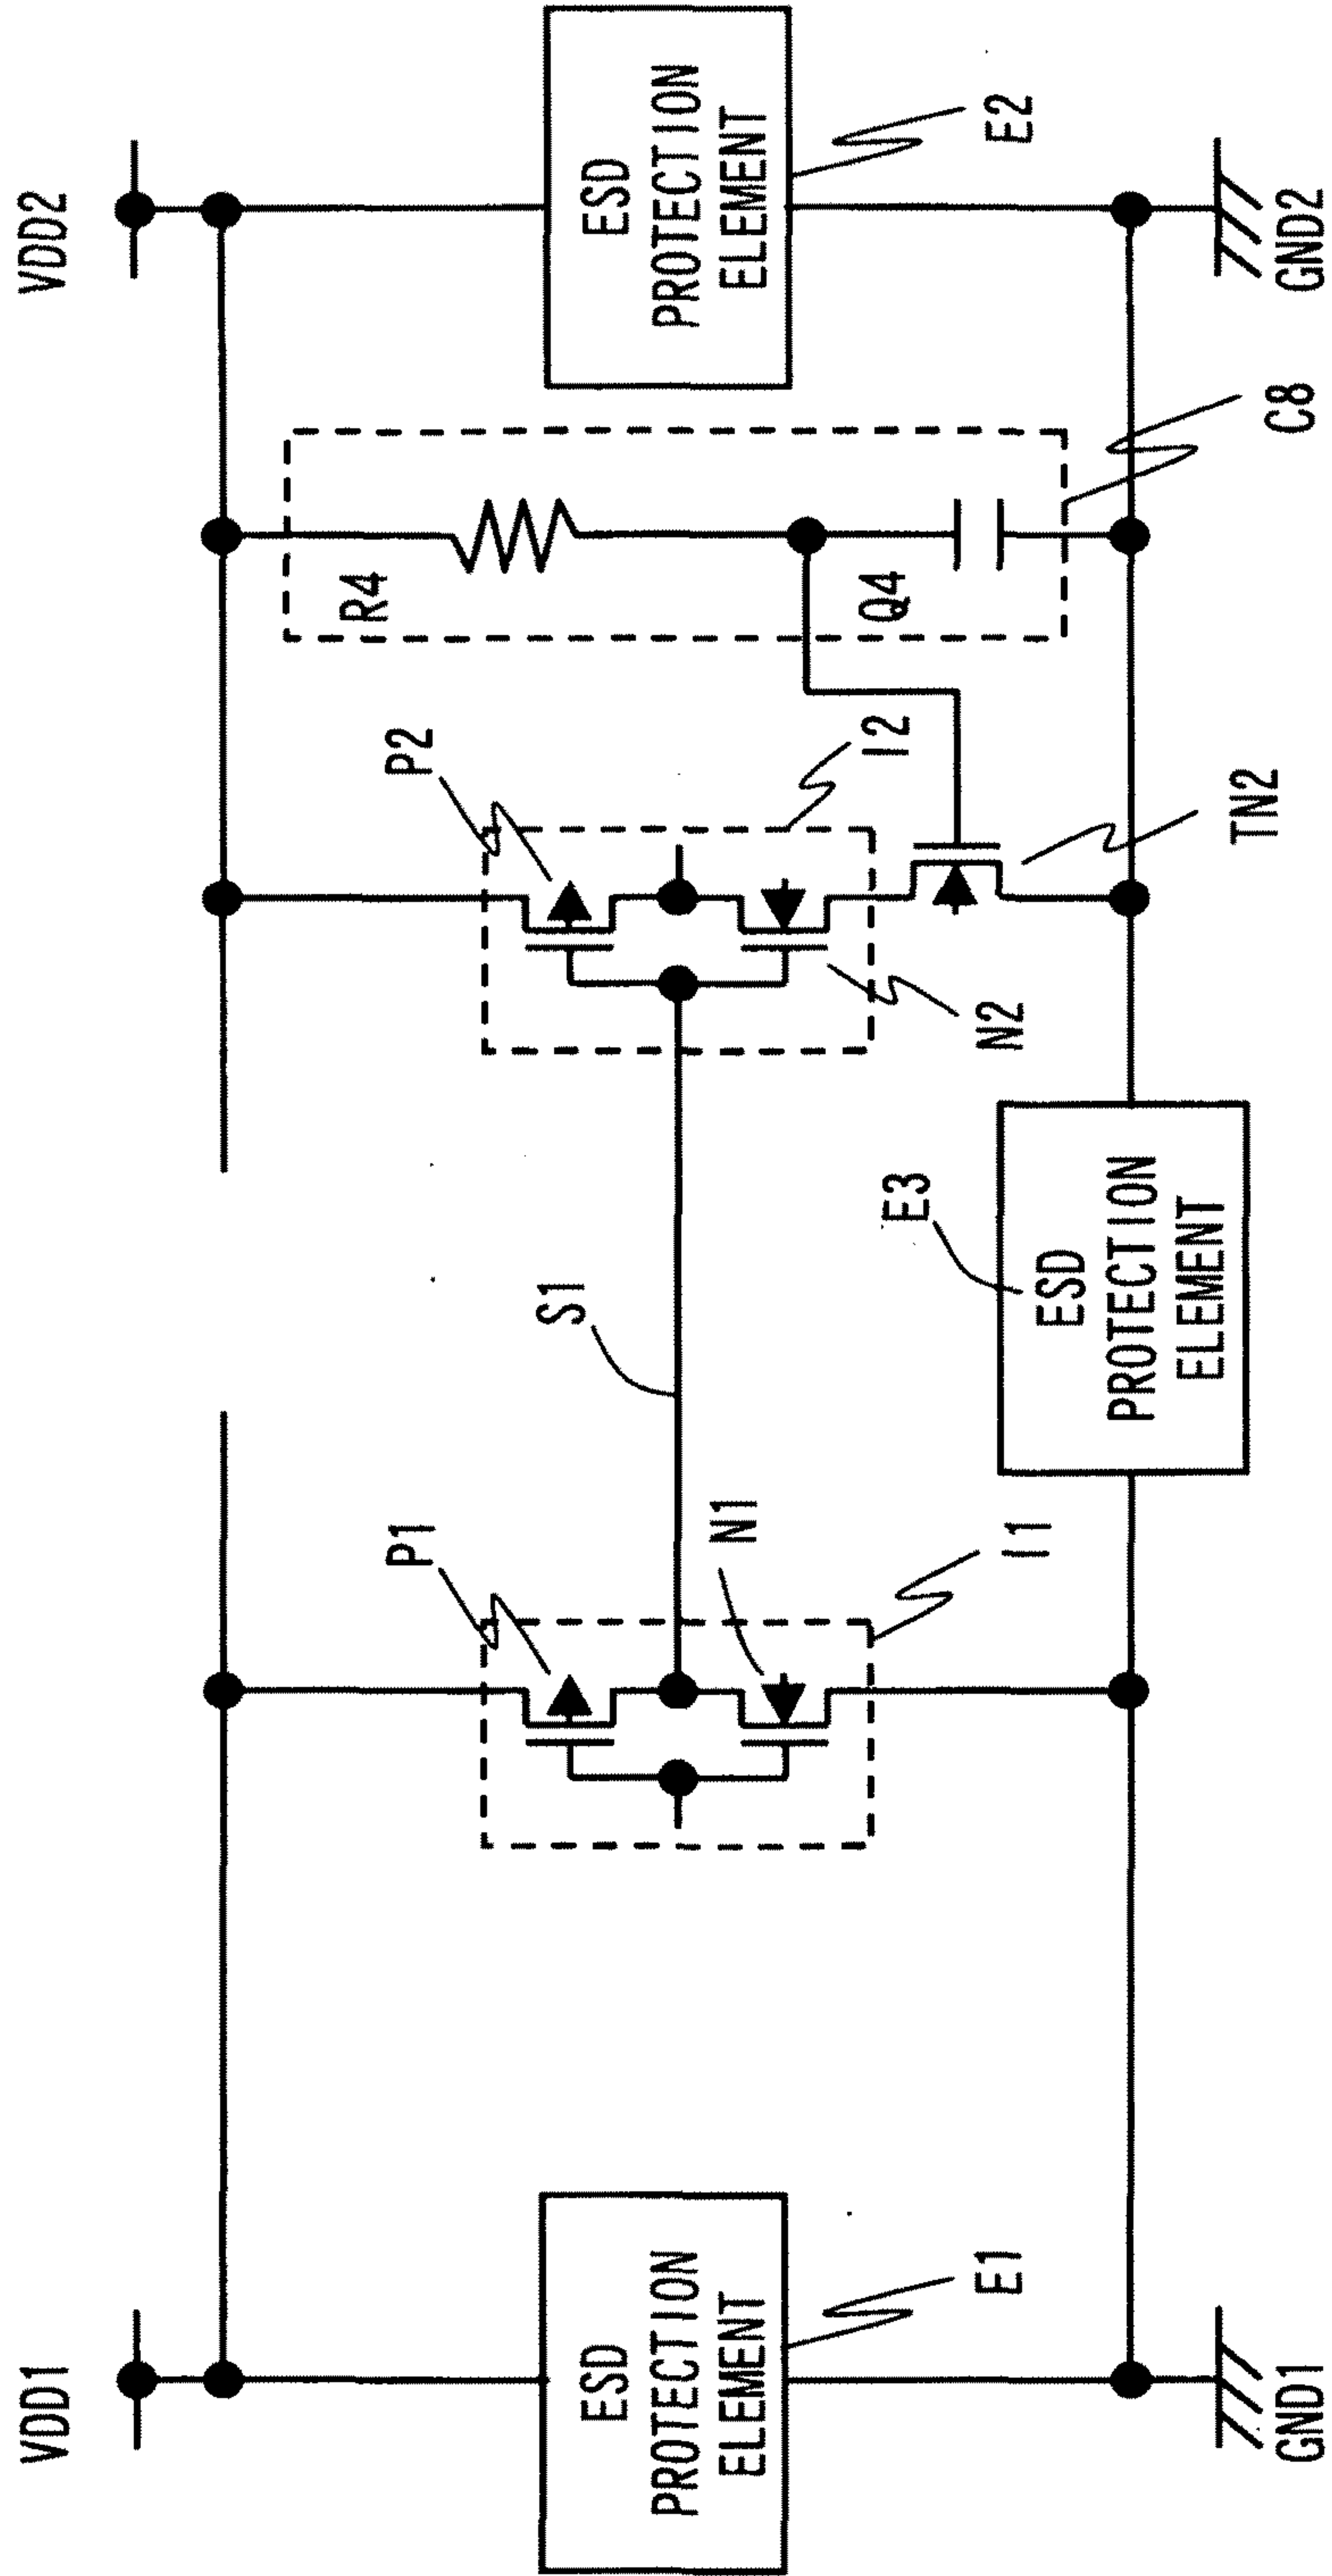 VDD1
VDD2
ESD
PROTECTION
ELEMENT
E1
P1
N1
I1
S1
ESD
PROTECTION
ELEMENT
E3
P2
N2
I2
TN2
R4
Q4
C8
ESD
PROTECTION
ELEMENT
E2
GND1
GND2